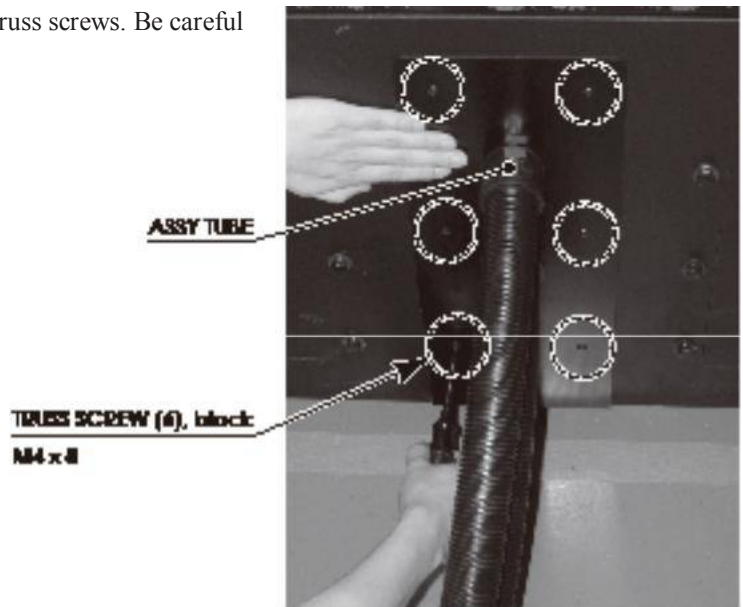 russ screws. Be careful
ASSY TUBE
TRUSS SCREW (6), black
M4 x 8